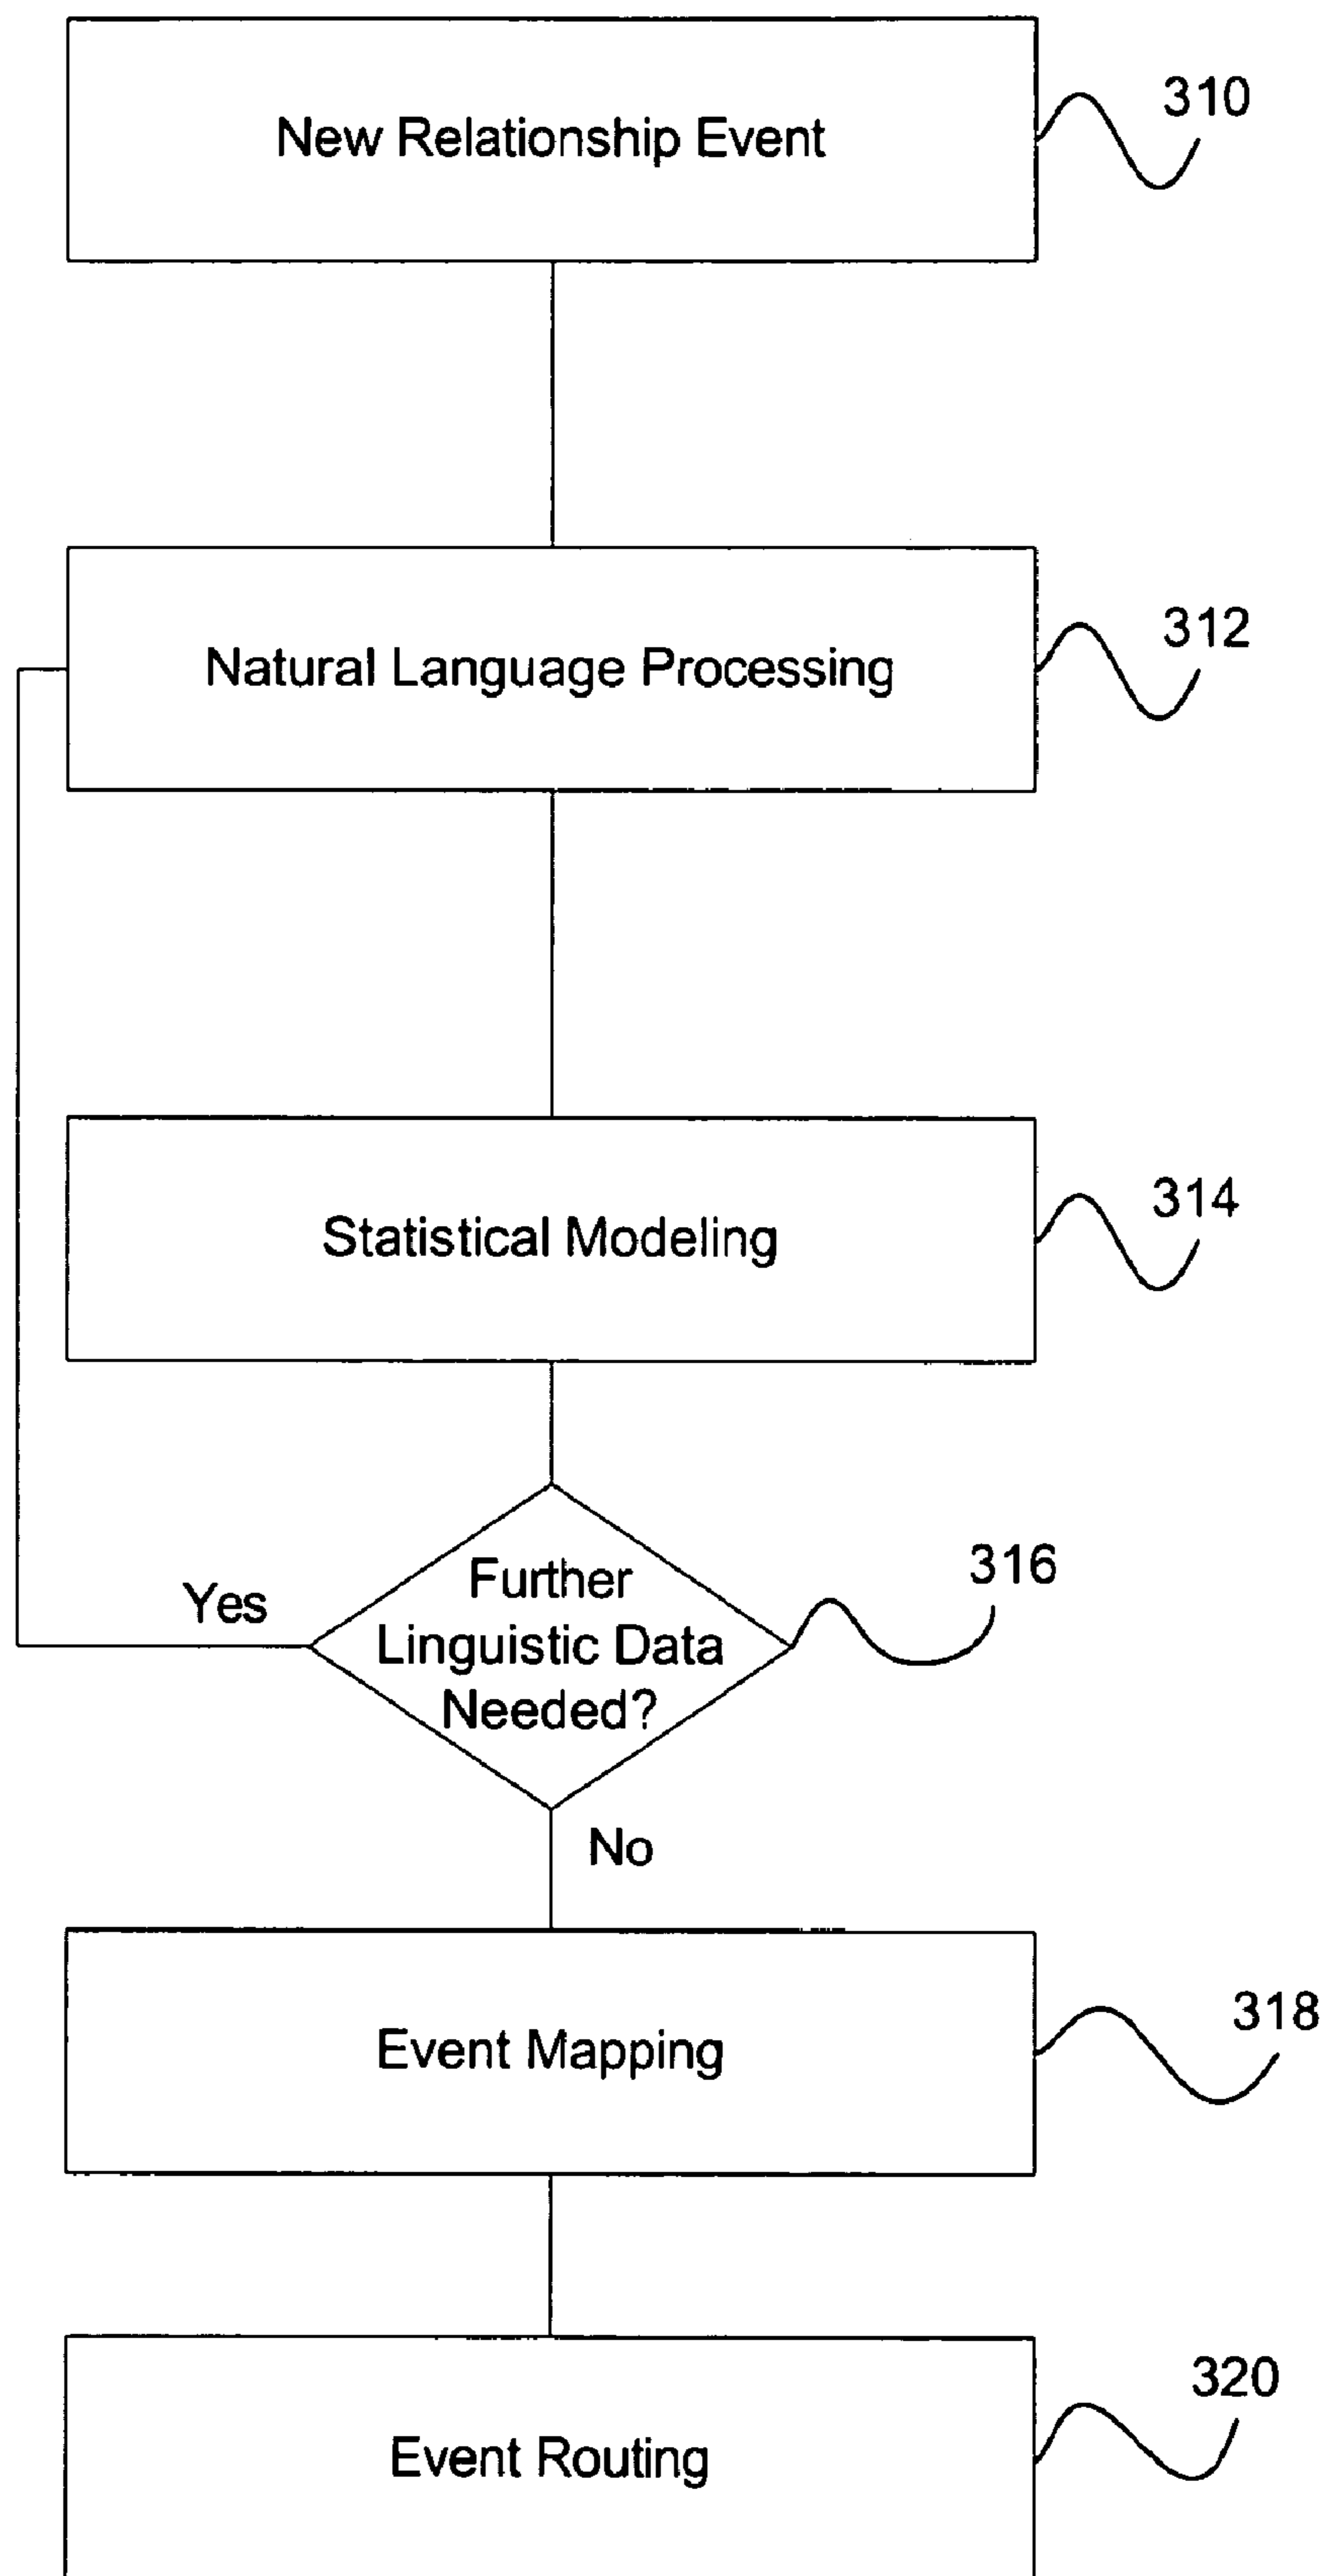 New Relationship Event
310
Natural Language Processing
312
Statistical Modeling
314
Further
Linguistic Data
Needed?
316
Yes
No
Event Mapping
318
Event Routing
320